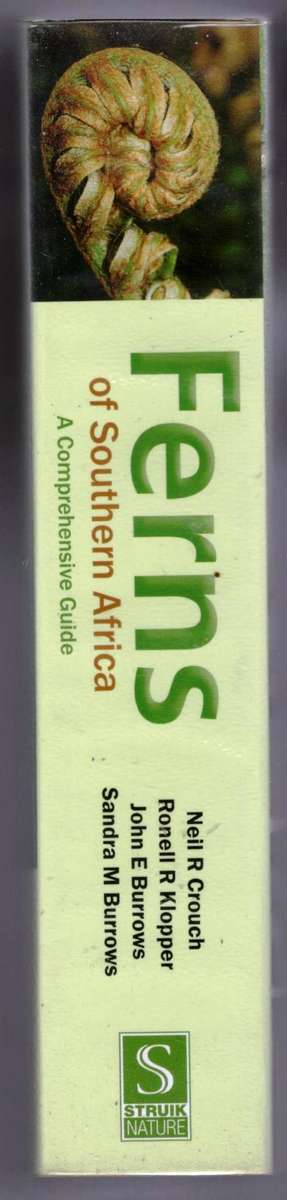 Ferns
of Southern Africa
A Comprehensive Guide
Neil R Crouch
Ronell R Klopper
John E Burrows
Sandra M Burrows
S
STRUIK
NATURE